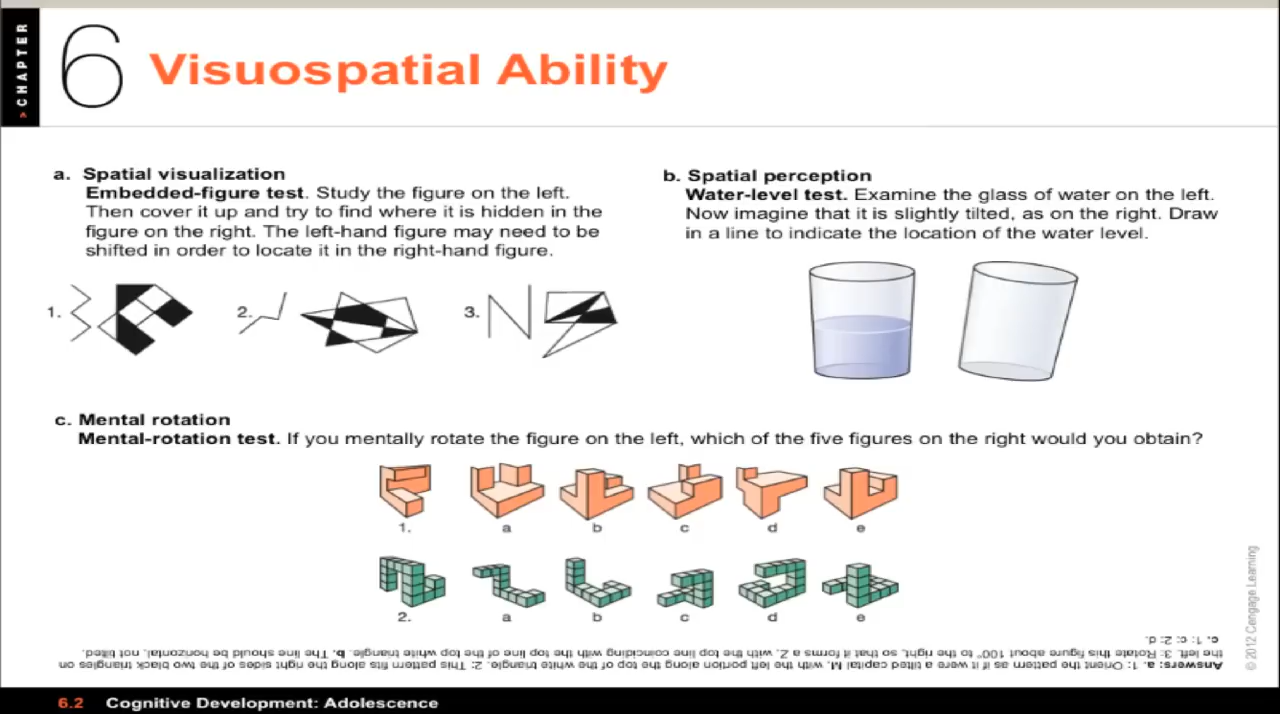 CHAPTER
6 Visuospatial Ability
a. Spatial visualization
Embedded-figure test. Study the figure on the left.
Then cover it up and try to find where it is hidden in the
figure on the right. The left-hand figure may need to be
shifted in order to locate it in the right-hand figure.
1. 2. 3.
b. Spatial perception
Water-level test. Examine the glass of water on the left.
Now imagine that it is slightly tilted, as on the right. Draw
in a line to indicate the location of the water level.
c. Mental rotation
Mental-rotation test. If you mentally rotate the figure on the left, which of the five figures on the right would you obtain?
1. a b c d e
2. a b c d e
Answers: a. 1: Orient the pattern as if it were a tilted capital M, with the left portion along the top of the white triangle. 2: This pattern fits along the right sides of the two black triangles on
the left. 3: Rotate this figure about 100° to the right, so that it forms a Z, with the top line coinciding with the top line of the top white triangle. b. The line should be horizontal, not tilted.
c. 1: c; 2: d.
© 2012 Cengage Learning
6.2 Cognitive Development: Adolescence